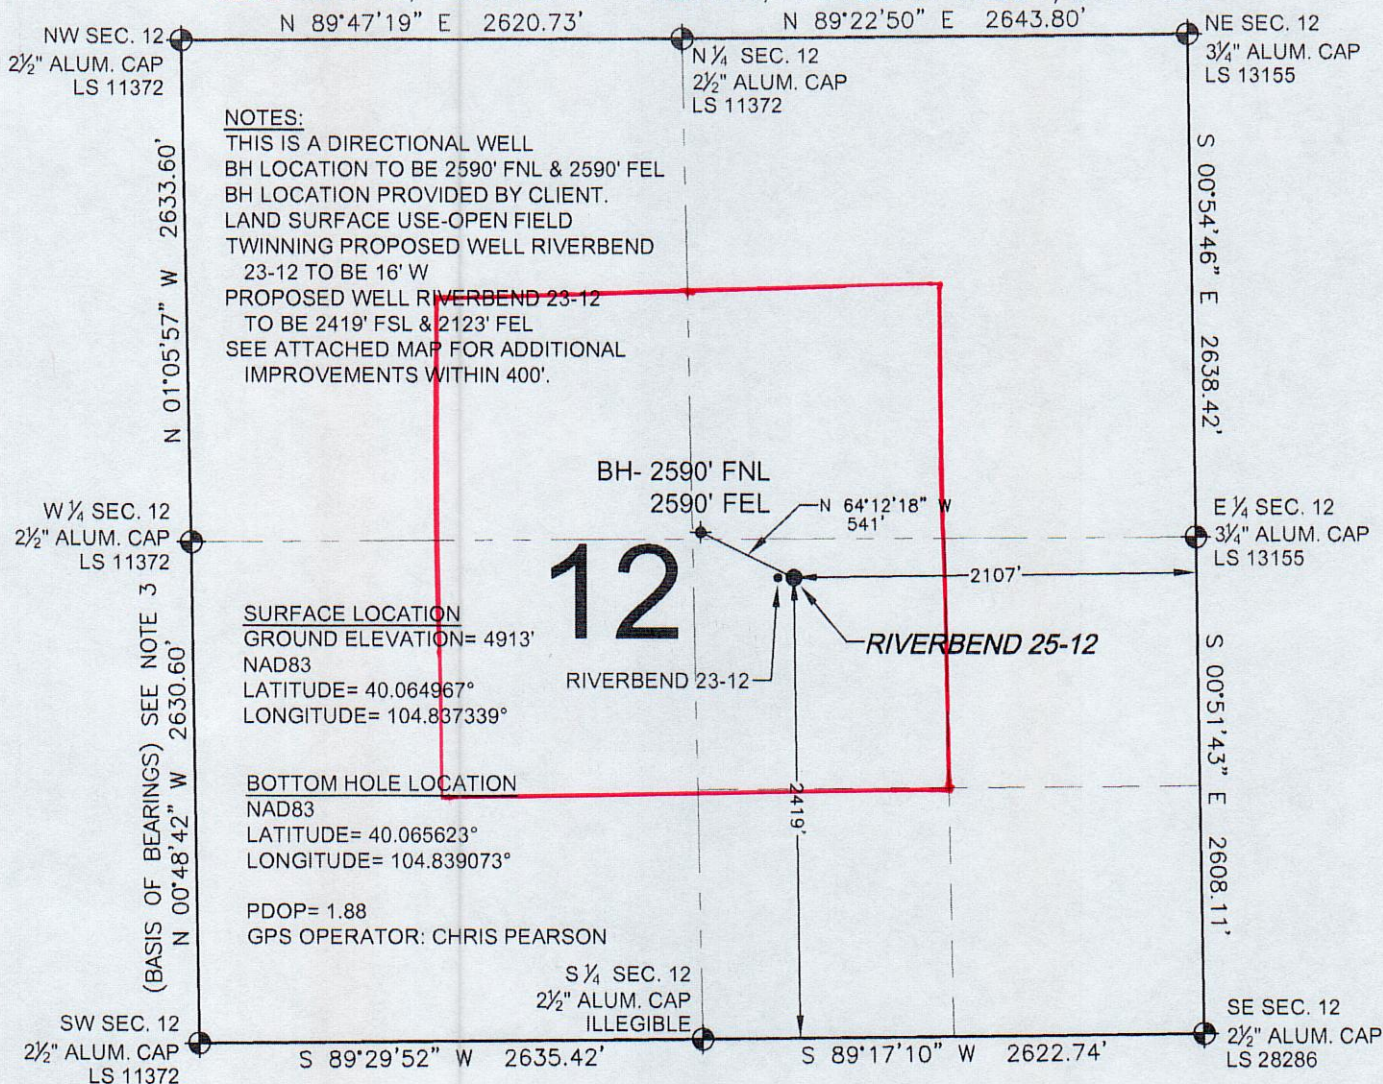 N 89°47'19" E 2620.73'
N 89°22'50" E 2643.80'
NW SEC. 12
2½" ALUM. CAP
LS 11372
N ¼ SEC. 12
2½" ALUM. CAP
LS 11372
NE SEC. 12
3¼" ALUM. CAP
LS 13155
NOTES:
THIS IS A DIRECTIONAL WELL
BH LOCATION TO BE 2590' FNL & 2590' FEL
BH LOCATION PROVIDED BY CLIENT.
LAND SURFACE USE-OPEN FIELD
TWINNING PROPOSED WELL RIVERBEND
23-12 TO BE 16' W
PROPOSED WELL RIVERBEND 23-12
TO BE 2419' FSL & 2123' FEL
SEE ATTACHED MAP FOR ADDITIONAL
IMPROVEMENTS WITHIN 400'.
N 01°05'57" W 2633.60'
S 00°54'46" E 2638.42'
BH- 2590' FNL
2590' FEL
N 64°12'18" W
541'
W ¼ SEC. 12
2½" ALUM. CAP
LS 11372
E ¼ SEC. 12
3¼" ALUM. CAP
LS 13155
12
2107'
RIVERBEND 25-12
RIVERBEND 23-12
SURFACE LOCATION
GROUND ELEVATION= 4913'
NAD83
LATITUDE= 40.064967°
LONGITUDE= 104.837339°
BOTTOM HOLE LOCATION
NAD83
LATITUDE= 40.065623°
LONGITUDE= 104.839073°
PDOP= 1.88
GPS OPERATOR: CHRIS PEARSON
2419'
(BASIS OF BEARINGS) SEE NOTE 3
N 00°48'42" W 2630.60'
S 00°51'43" E 2608.11'
S ¼ SEC. 12
2½" ALUM. CAP
ILLEGIBLE
SW SEC. 12
2½" ALUM. CAP
LS 11372
SE SEC. 12
2½" ALUM. CAP
LS 28286
S 89°29'52" W 2635.42'
S 89°17'10" W 2622.74'